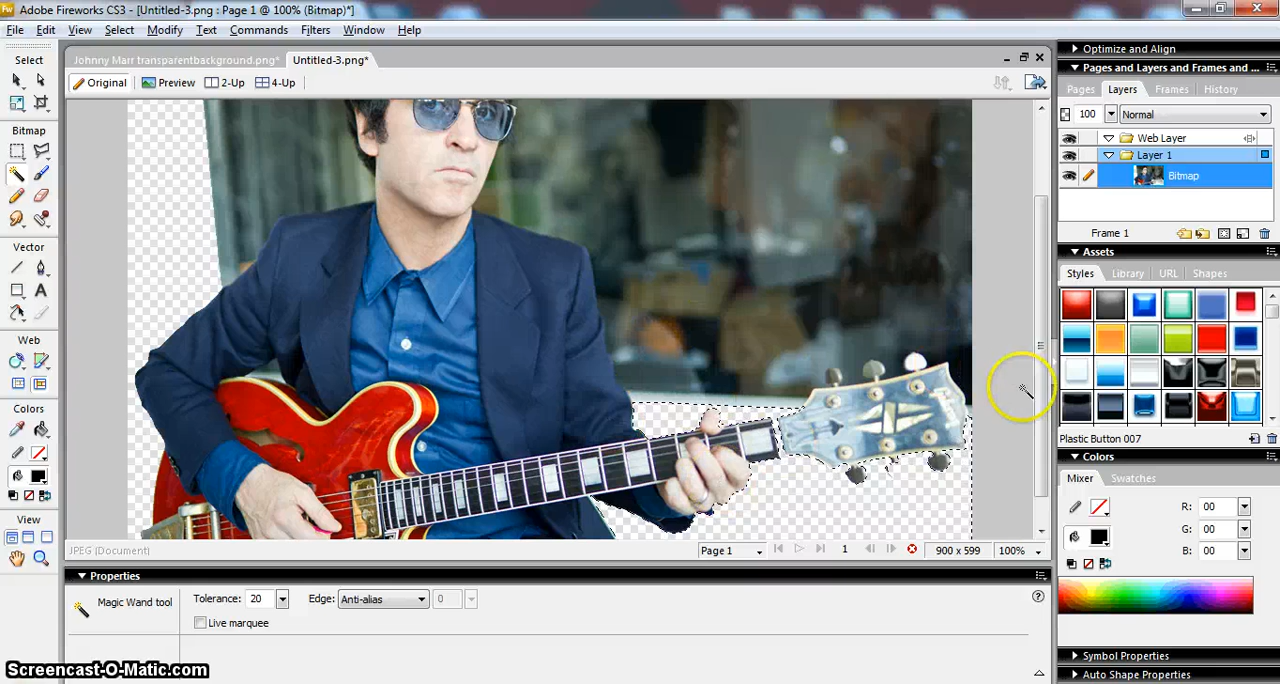 Fw Adobe Fireworks CS3 - [Untitled-3.png : Page 1 @ 100% (Bitmap)*]
File Edit View Select Modify Text Commands Filters Window Help
Select
Bitmap
Vector
Web
Colors
View
Johnny Marr transparentbackground.png* Untitled-3.png*
Original Preview 2-Up 4-Up
JPEG (Document) Page 1 1 900 x 599 100%
Properties
Magic Wand tool Tolerance: 20 Edge: Anti-alias 0
Live marquee
Optimize and Align
Pages and Layers and Frames and ...
Pages Layers Frames History
100 Normal
Web Layer
Layer 1
Bitmap
Frame 1
Assets
Styles Library URL Shapes
Plastic Button 007
Colors
Mixer Swatches
R: 00
G: 00
B: 00
Symbol Properties
Auto Shape Properties
Screencast-O-Matic.com